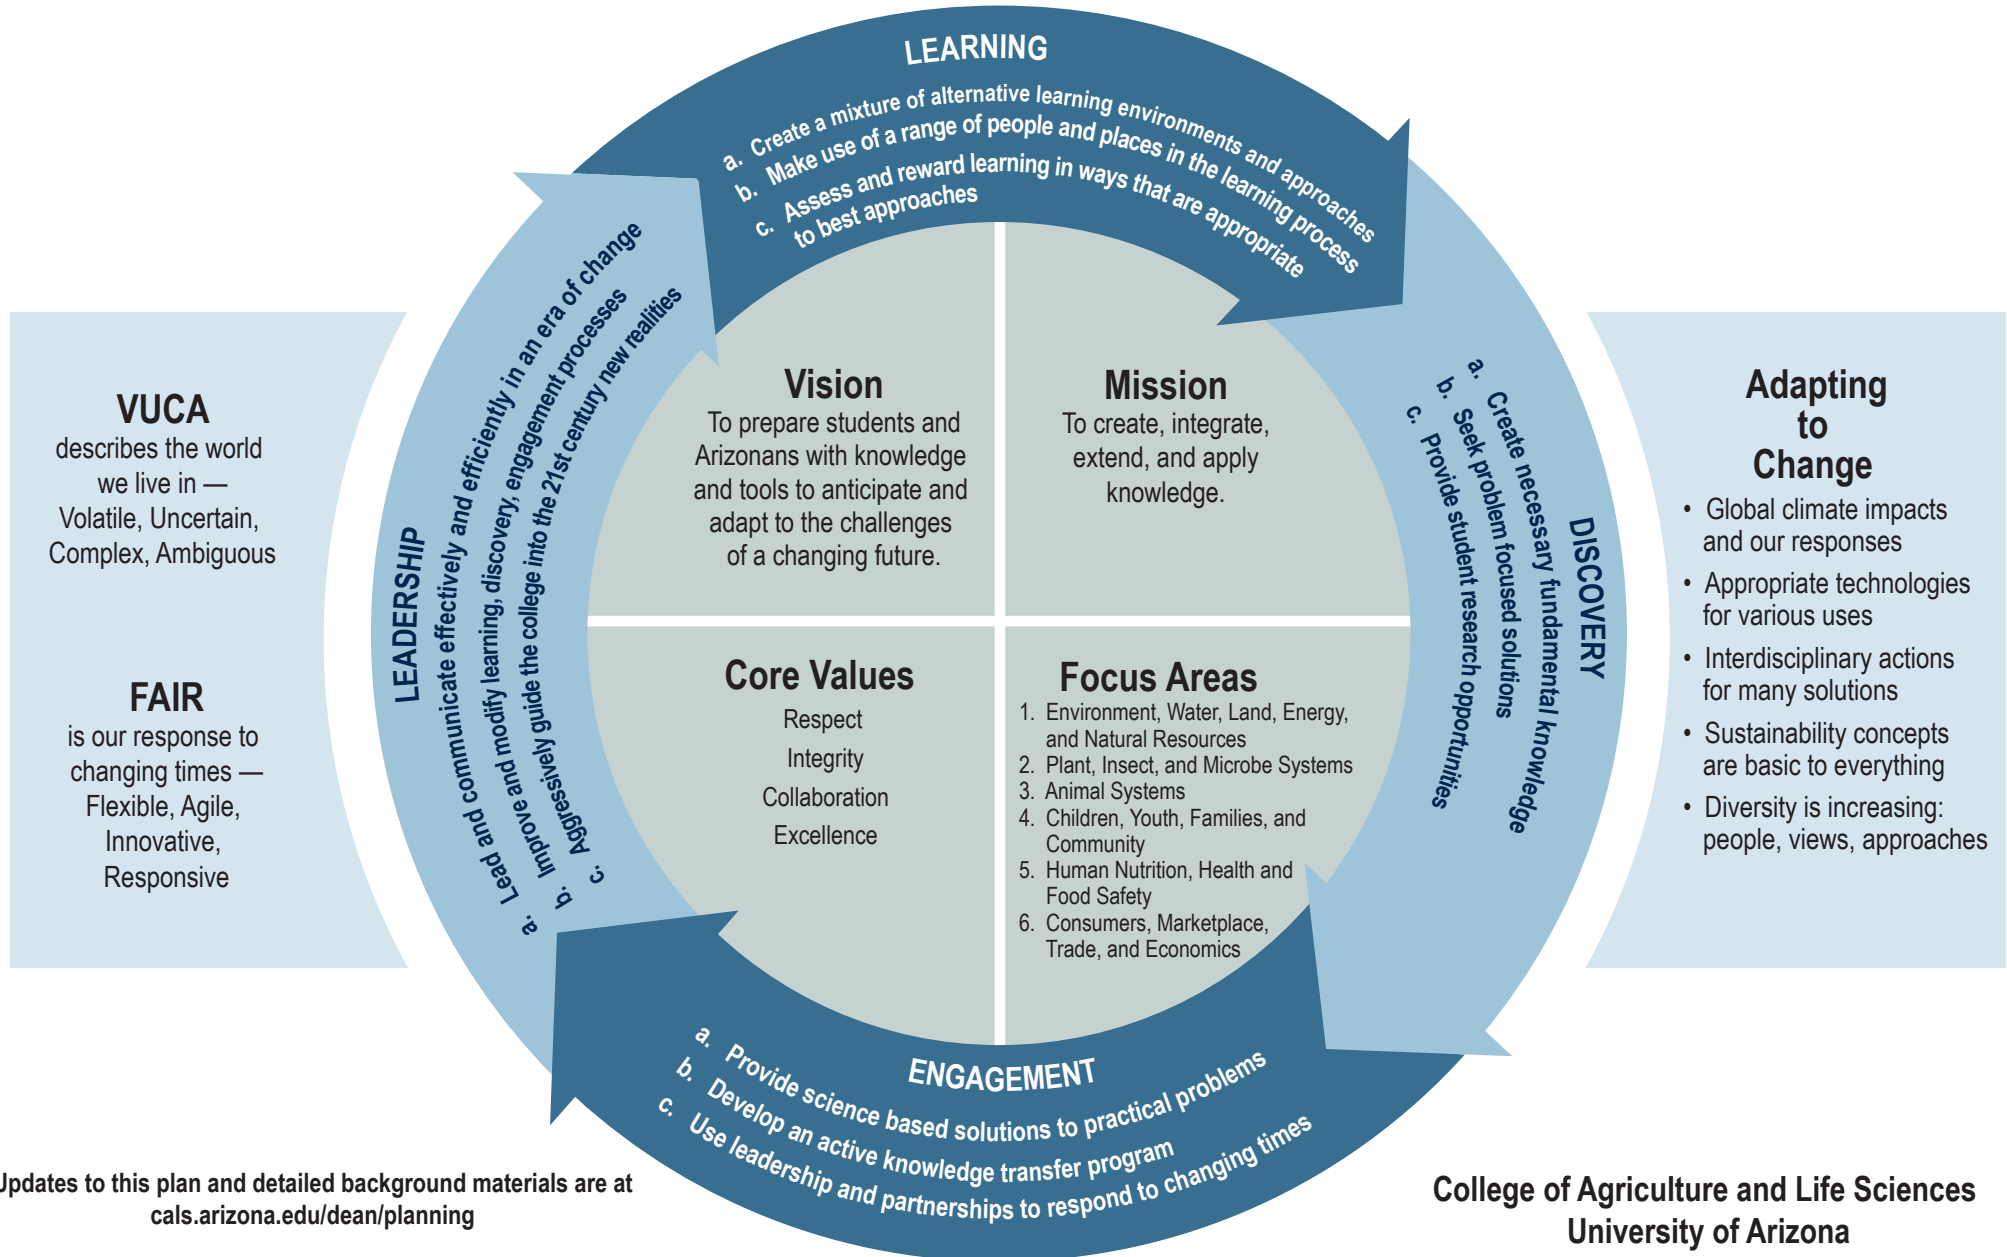 LEARNING
a. Create a mixture of alternative learning environments and approaches
b. Make use of a range of people and places in the learning process
c. Assess and reward learning in ways that are appropriate
to best approaches
VUCA
describes the world
we live in —
Volatile, Uncertain,
Complex, Ambiguous
FAIR
is our response to
changing times —
Flexible, Agile,
Innovative,
Responsive
LEADERSHIP
a. Lead and communicate effectively and efficiently in an era of change
b. Improve and modify learning, discovery, engagement processes
c. Aggressively guide the college into the 21st century new realities
Vision
To prepare students and
Arizonans with knowledge
and tools to anticipate and
adapt to the challenges
of a changing future.
Mission
To create, integrate,
extend, and apply
knowledge.
Core Values
Respect
Integrity
Collaboration
Excellence
Focus Areas
1. Environment, Water, Land, Energy,
and Natural Resources
2. Plant, Insect, and Microbe Systems
3. Animal Systems
4. Children, Youth, Families, and
Community
5. Human Nutrition, Health and
Food Safety
6. Consumers, Marketplace,
Trade, and Economics
DISCOVERY
a. Create necessary fundamental knowledge
b. Seek problem focused solutions
c. Provide student research opportunities
Adapting
to
Change
• Global climate impacts
and our responses
• Appropriate technologies
for various uses
• Interdisciplinary actions
for many solutions
• Sustainability concepts
are basic to everything
• Diversity is increasing:
people, views, approaches
ENGAGEMENT
a. Provide science based solutions to practical problems
b. Develop an active knowledge transfer program
c. Use leadership and partnerships to respond to changing times
Updates to this plan and detailed background materials are at
cals.arizona.edu/dean/planning
College of Agriculture and Life Sciences
University of Arizona